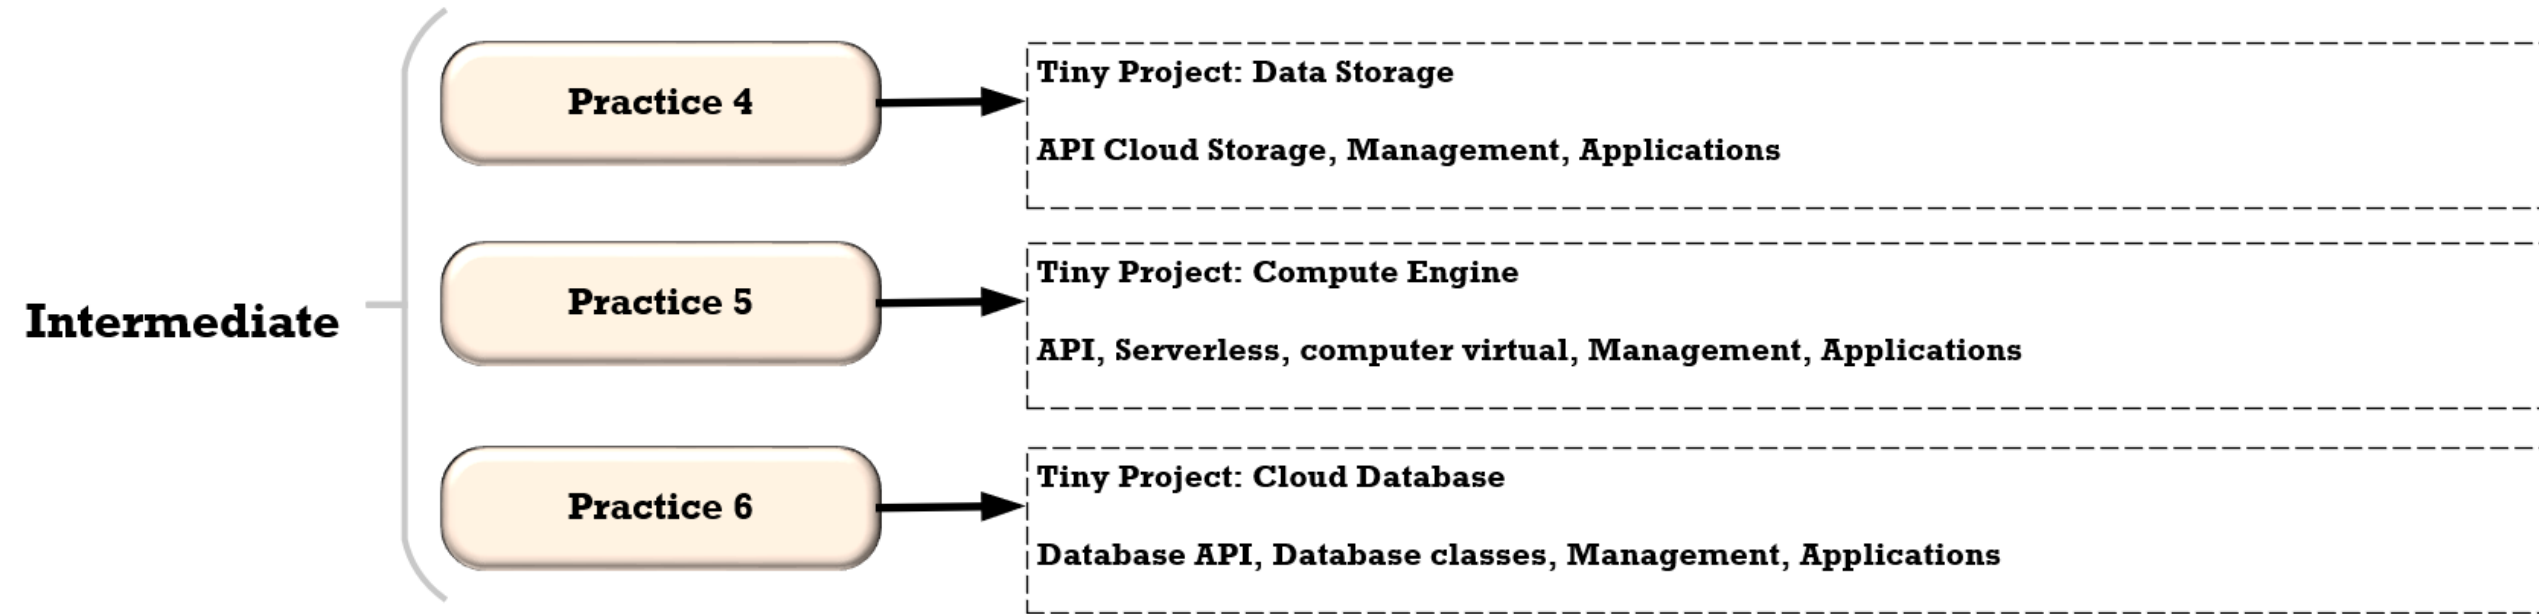 Practice 4
Tiny Project: Data Storage
API Cloud Storage, Management, Applications
Intermediate
Practice 5
Tiny Project: Compute Engine
API, Serverless, computer virtual, Management, Applications
Practice 6
Tiny Project: Cloud Database
Database API, Database classes, Management, Applications